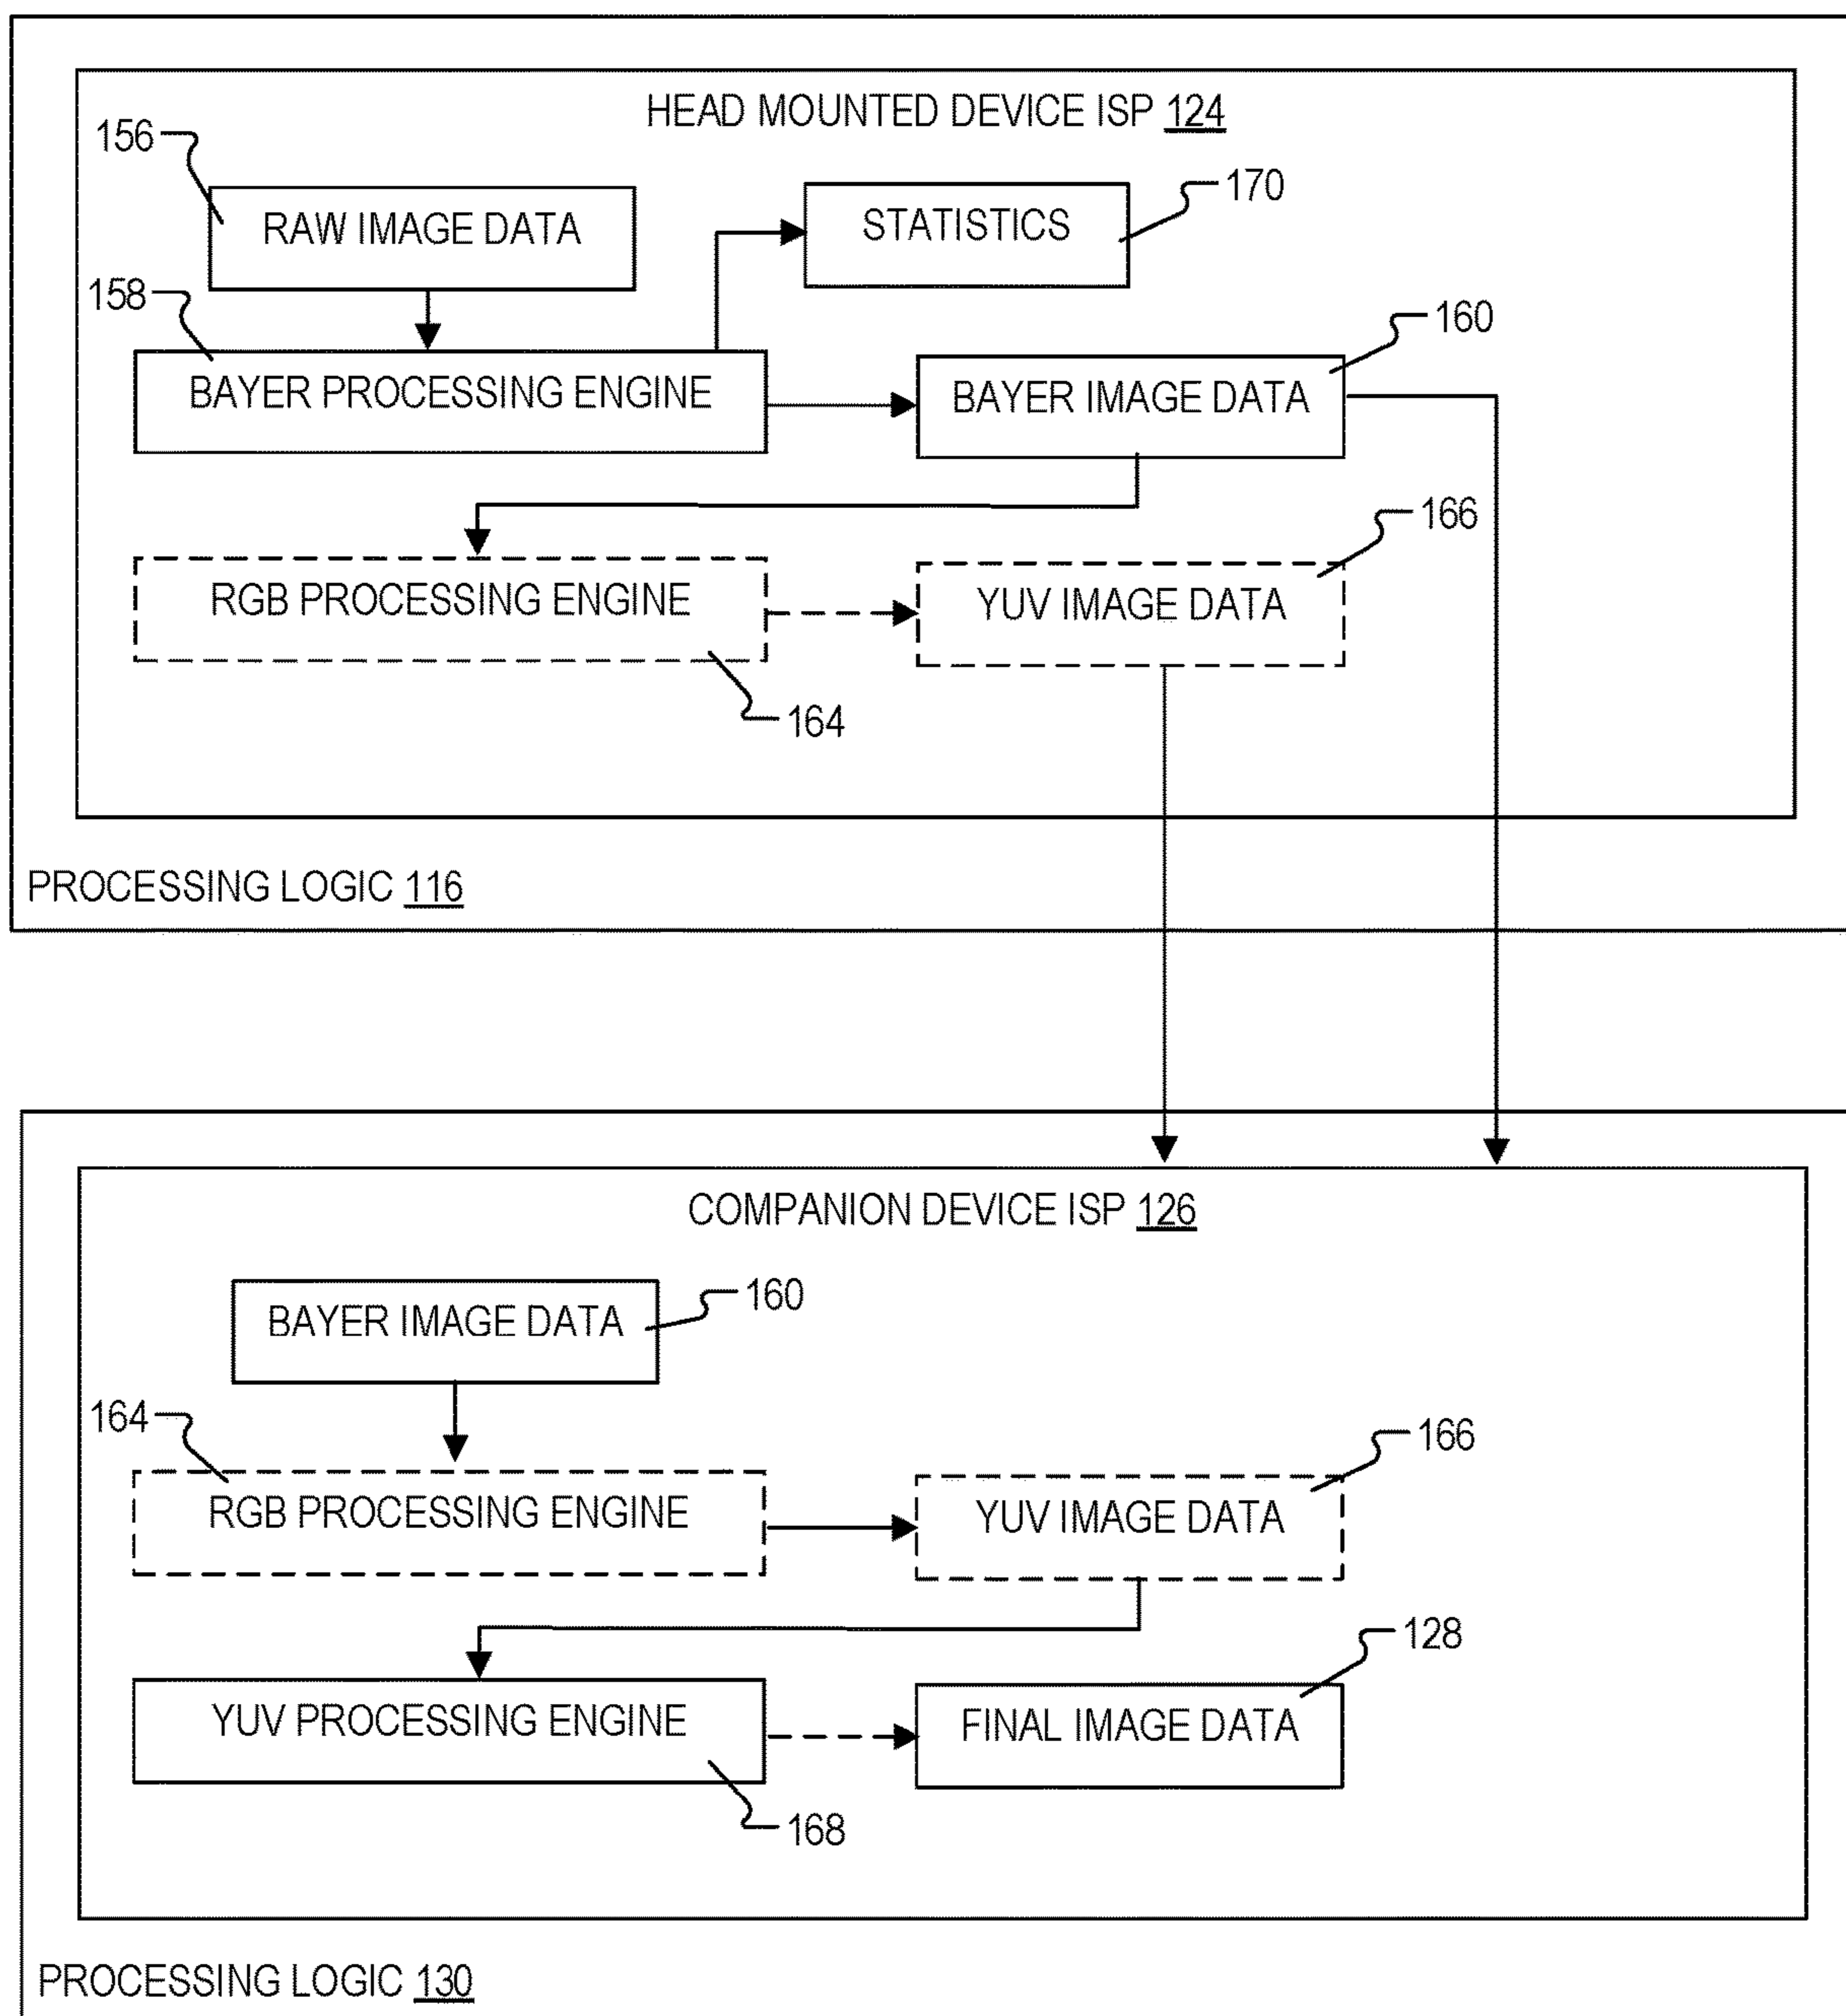 HEAD MOUNTED DEVICE ISP 124
156
RAW IMAGE DATA
STATISTICS
170
158
BAYER PROCESSING ENGINE
BAYER IMAGE DATA
160
RGB PROCESSING ENGINE
YUV IMAGE DATA
166
164
PROCESSING LOGIC 116
COMPANION DEVICE ISP 126
BAYER IMAGE DATA
160
164
RGB PROCESSING ENGINE
YUV IMAGE DATA
166
YUV PROCESSING ENGINE
FINAL IMAGE DATA
128
168
PROCESSING LOGIC 130